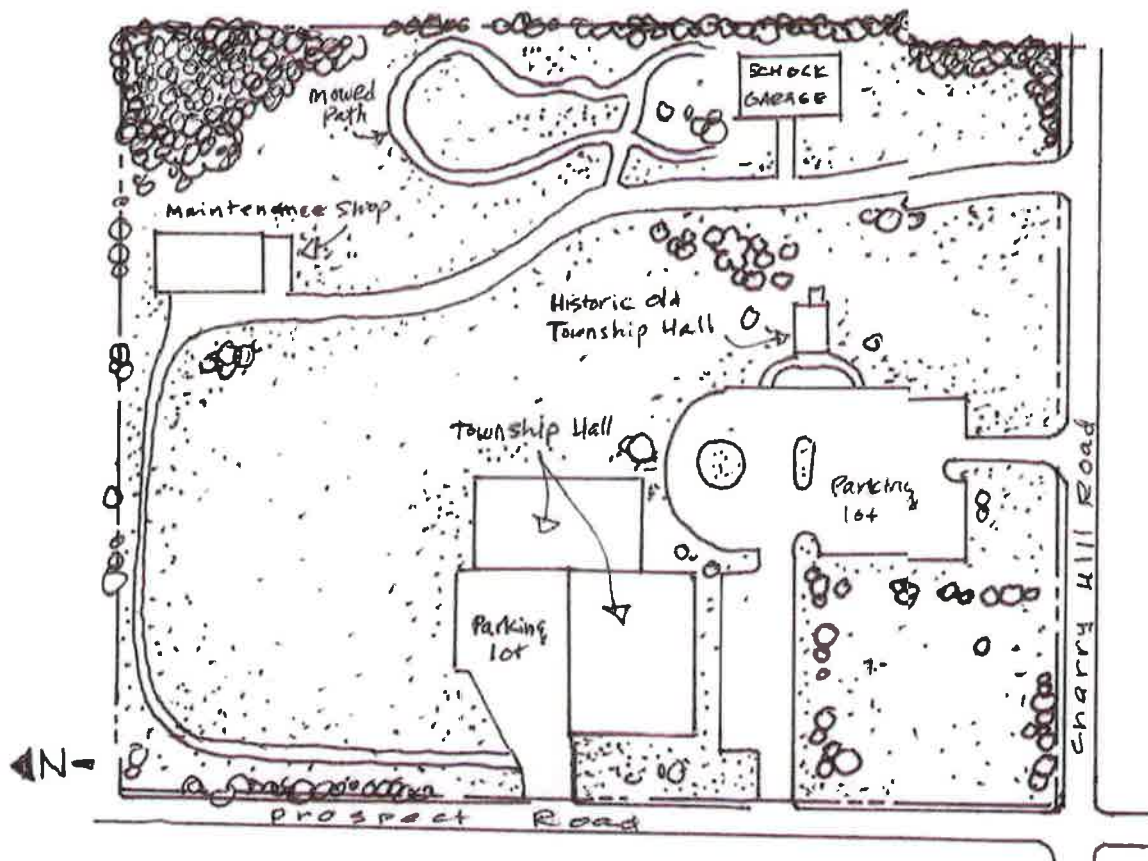 SCHOCK
GARAGE
Mowed
Path
Maintenance Shop
Historic Old
Township Hall
Township Hall
Parking
lot
Parking
lot
Charry Hill Road
N
Prospect Road